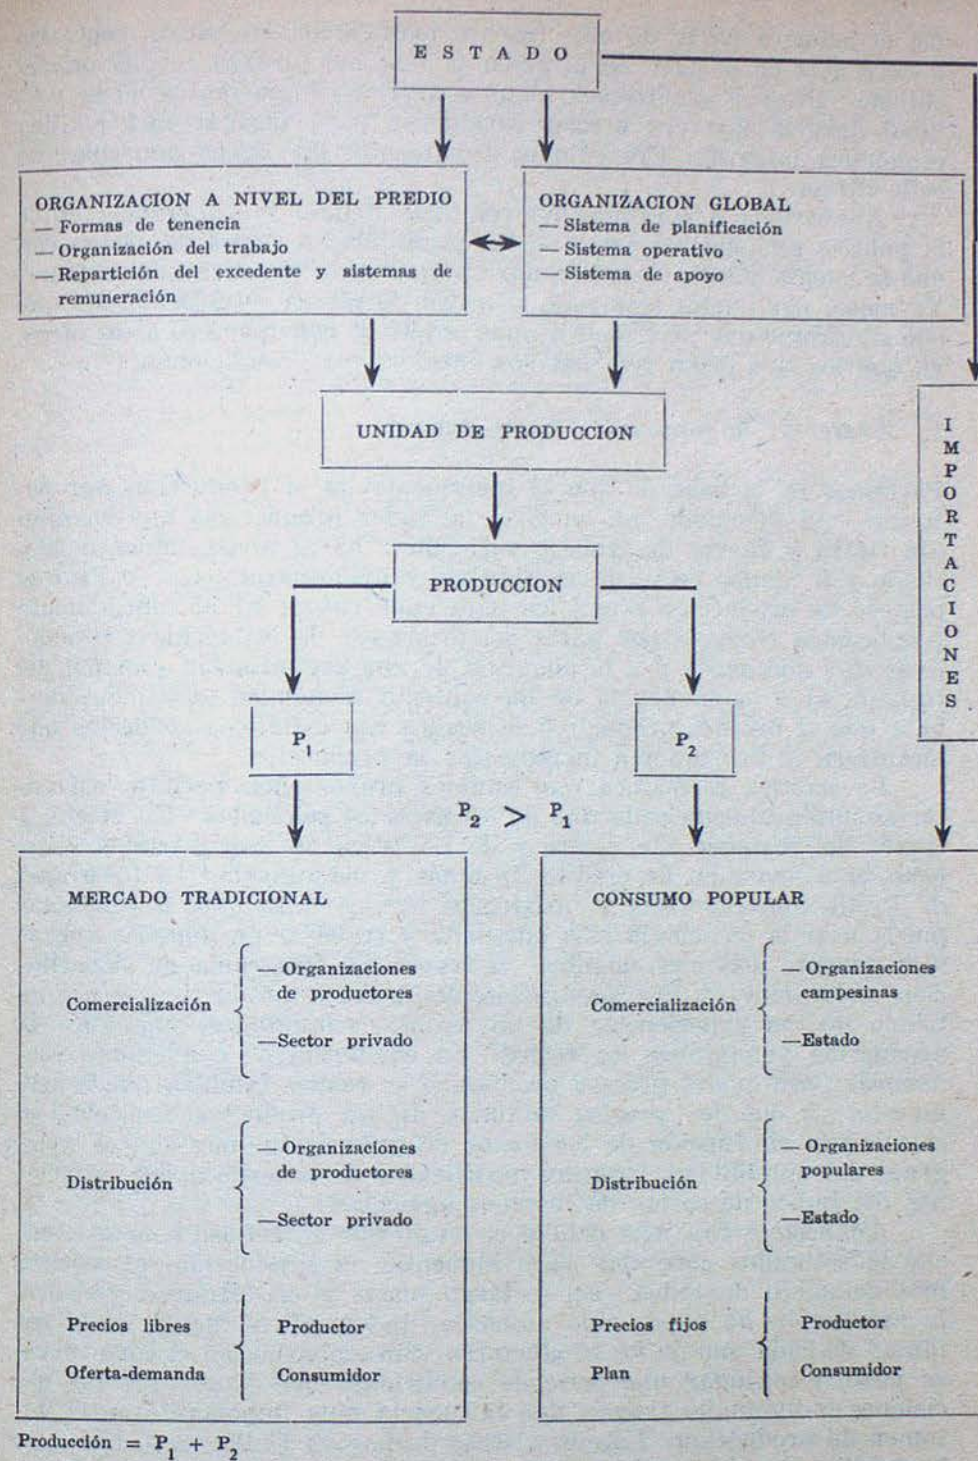 E S T A D O
ORGANIZACION A NIVEL DEL PREDIO
— Formas de tenencia
— Organización del trabajo
— Repartición del excedente y sistemas de
remuneración
ORGANIZACION GLOBAL
— Sistema de planificación
— Sistema operativo
— Sistema de apoyo
UNIDAD DE PRODUCCION
I
M
P
O
R
T
A
C
I
O
N
E
S
PRODUCCION
P1
P2
P2 > P1
MERCADO TRADICIONAL
Comercialización
— Organizaciones
de productores
—Sector privado
Distribución
— Organizaciones
de productores
—Sector privado
Precios libres
Oferta-demanda
Productor
Consumidor
CONSUMO POPULAR
Comercialización
— Organizaciones
campesinas
—Estado
Distribución
— Organizaciones
populares
—Estado
Precios fijos
Plan
Productor
Consumidor
Producción = P1 + P2